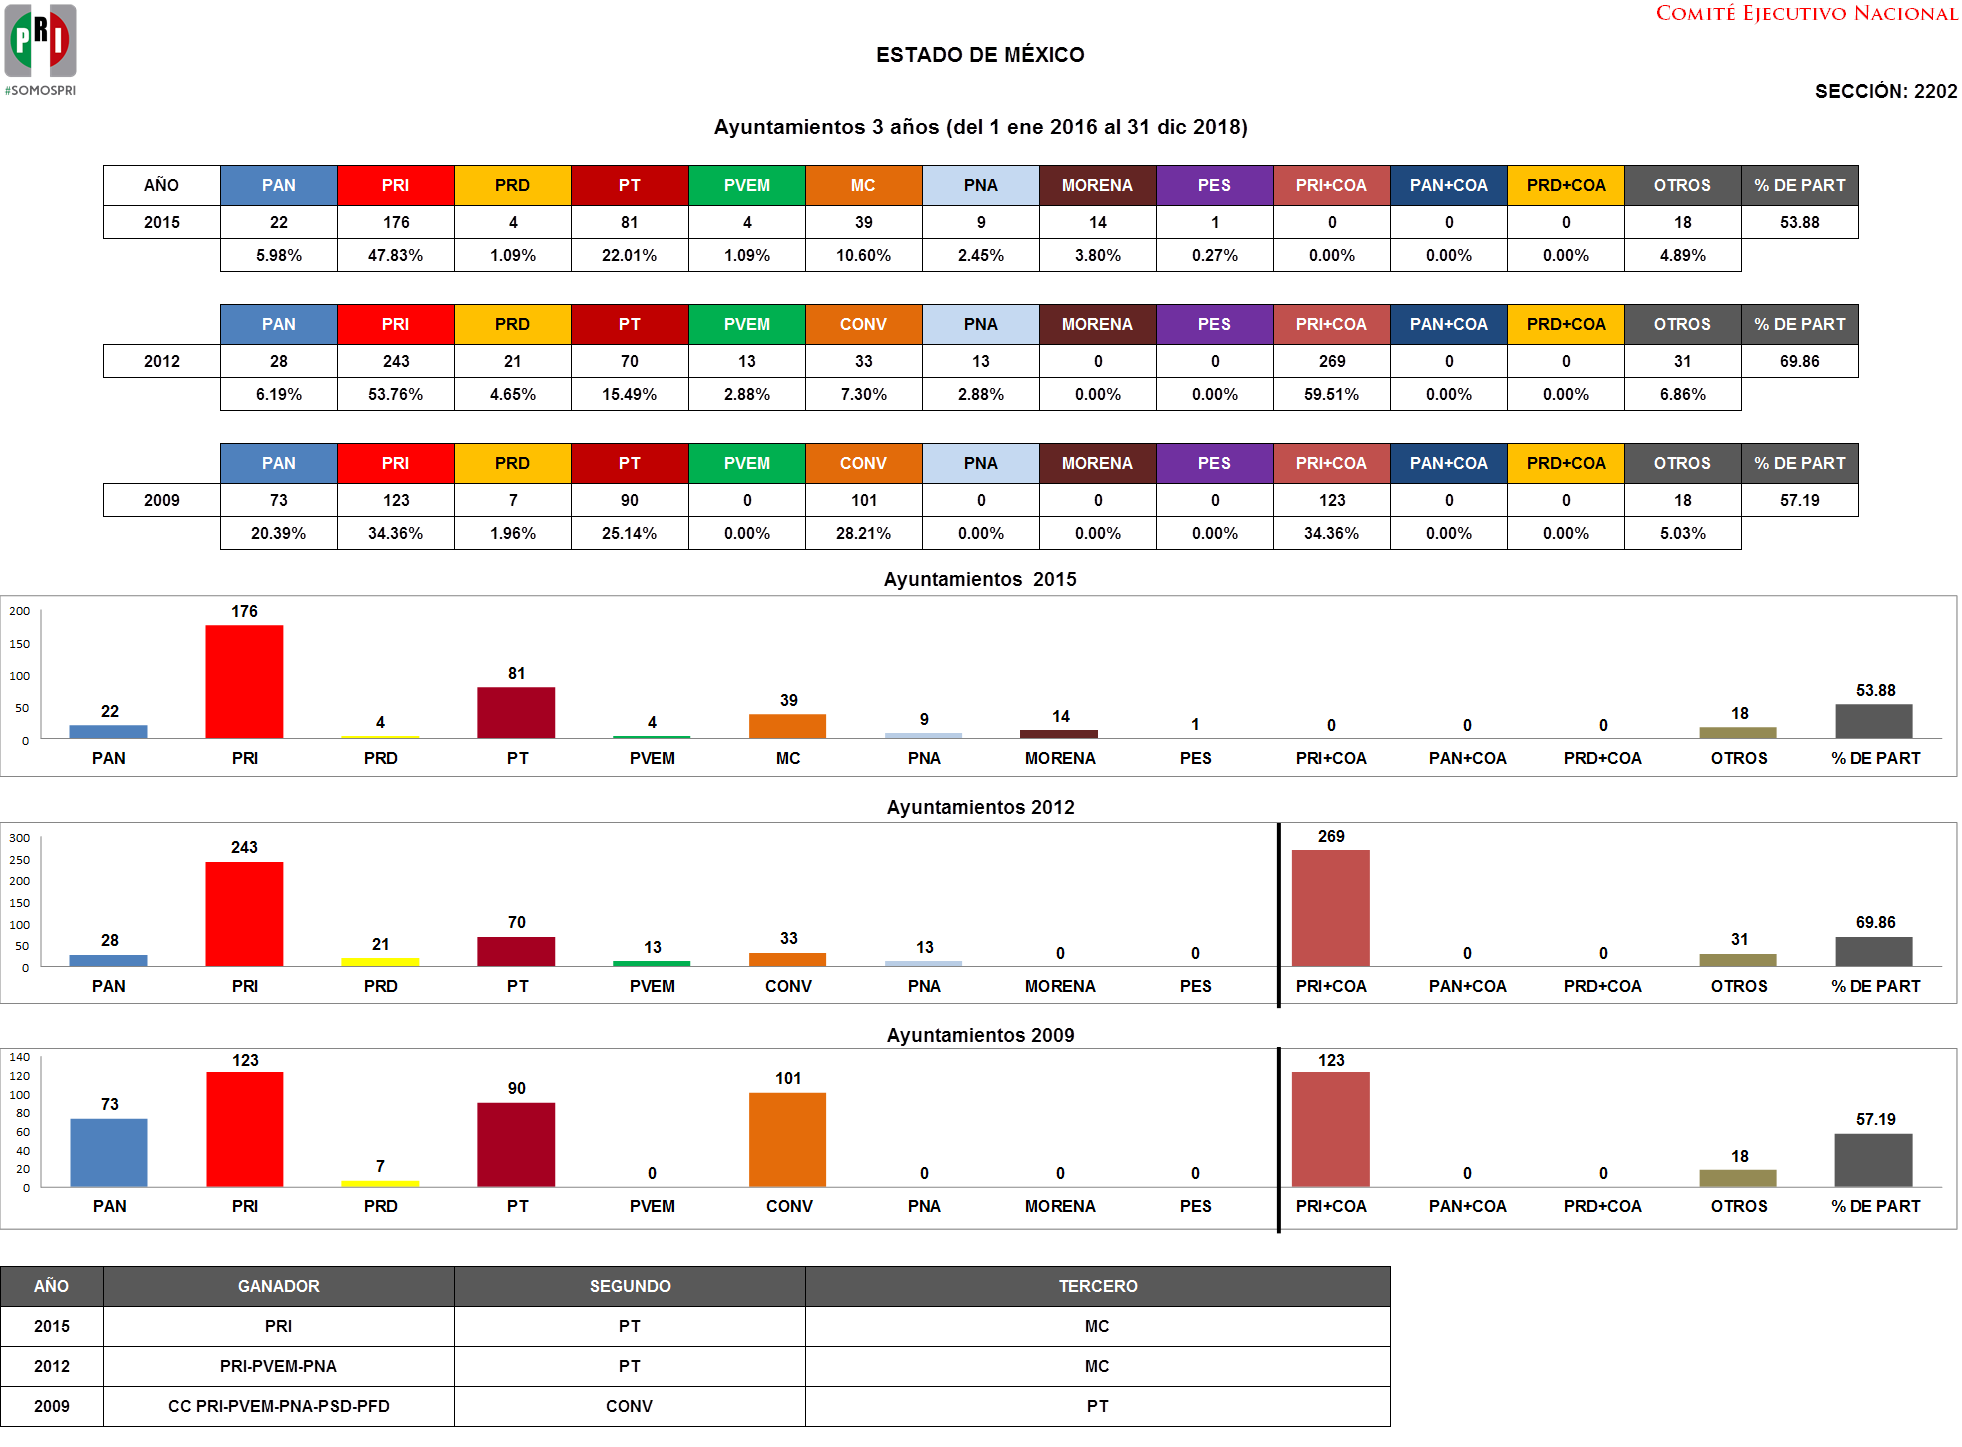 COMITÉ EJECUTIVO NACIONAL
PRI
#SOMOSPRI
ESTADO DE MÉXICO
SECCIÓN: 2202
Ayuntamientos 3 años (del 1 ene 2016 al 31 dic 2018)
AÑO PAN PRI PRD PT PVEM MC PNA MORENA PES PRI+COA PAN+COA PRD+COA OTROS % DE PART
2015 22 176 4 81 4 39 9 14 1 0 0 0 18 53.88
5.98% 47.83% 1.09% 22.01% 1.09% 10.60% 2.45% 3.80% 0.27% 0.00% 0.00% 0.00% 4.89%
PAN PRI PRD PT PVEM CONV PNA MORENA PES PRI+COA PAN+COA PRD+COA OTROS % DE PART
2012 28 243 21 70 13 33 13 0 0 269 0 0 31 69.86
6.19% 53.76% 4.65% 15.49% 2.88% 7.30% 2.88% 0.00% 0.00% 59.51% 0.00% 0.00% 6.86%
PAN PRI PRD PT PVEM CONV PNA MORENA PES PRI+COA PAN+COA PRD+COA OTROS % DE PART
2009 73 123 7 90 0 101 0 0 0 123 0 0 18 57.19
20.39% 34.36% 1.96% 25.14% 0.00% 28.21% 0.00% 0.00% 0.00% 34.36% 0.00% 0.00% 5.03%
Ayuntamientos 2015
200
150
100
50
0
22 176 4 81 4 39 9 14 1 0 0 0 18 53.88
PAN PRI PRD PT PVEM MC PNA MORENA PES PRI+COA PAN+COA PRD+COA OTROS % DE PART
Ayuntamientos 2012
300
250
200
150
100
50
0
28 243 21 70 13 33 13 0 0 269 0 0 31 69.86
PAN PRI PRD PT PVEM CONV PNA MORENA PES PRI+COA PAN+COA PRD+COA OTROS % DE PART
Ayuntamientos 2009
140
120
100
80
60
40
20
0
73 123 7 90 0 101 0 0 0 123 0 0 18 57.19
PAN PRI PRD PT PVEM CONV PNA MORENA PES PRI+COA PAN+COA PRD+COA OTROS % DE PART
AÑO GANADOR SEGUNDO TERCERO
2015 PRI PT MC
2012 PRI-PVEM-PNA PT MC
2009 CC PRI-PVEM-PNA-PSD-PFD CONV PT